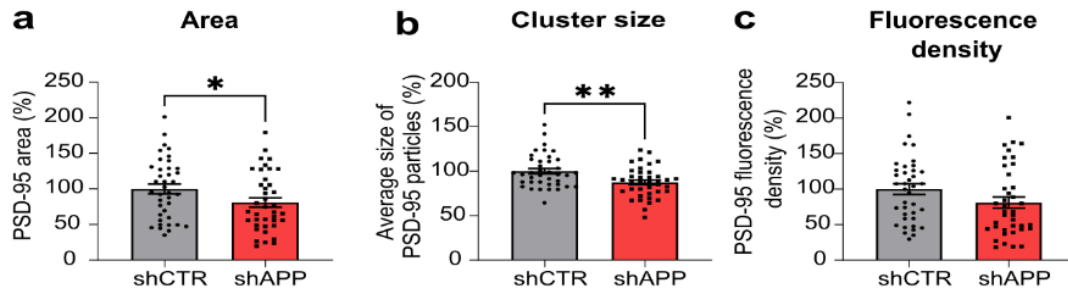 a
Area
PSD-95 area (%)
250
200
150
100
50
0
*
shCTR
shAPP
b
Cluster size
Average size of
PSD-95 particles (%)
200
150
100
50
0
**
shCTR
shAPP
c
Fluorescence
density
PSD-95 fluorescence
density (%)
250
200
150
100
50
0
shCTR
shAPP